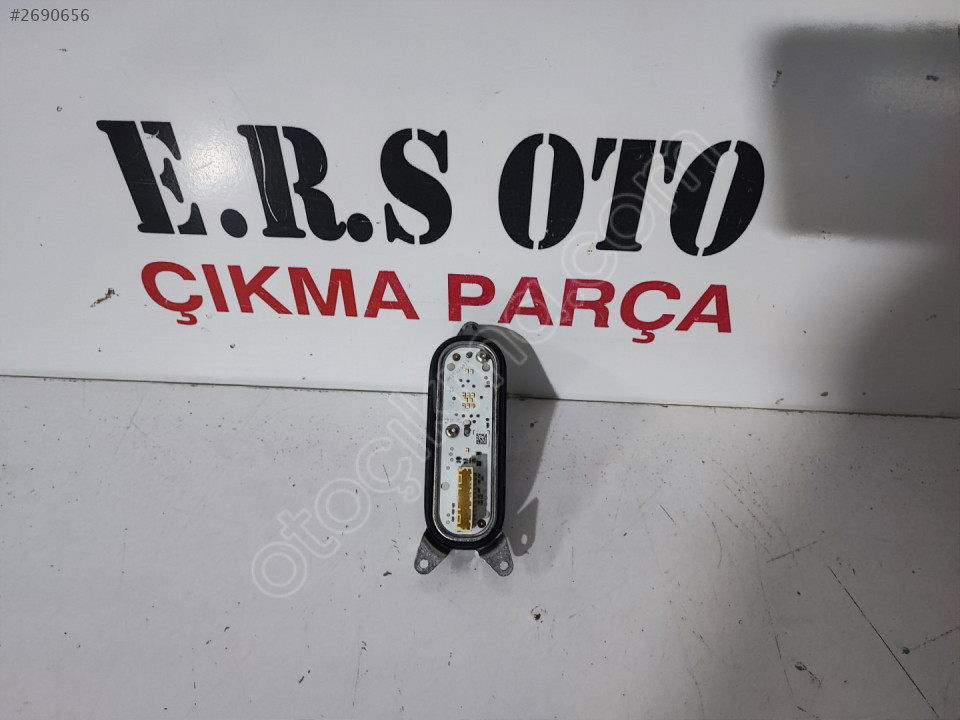 #2690656
E.R.S OTO
ÇIKMA PARÇA
otoçıkma.com